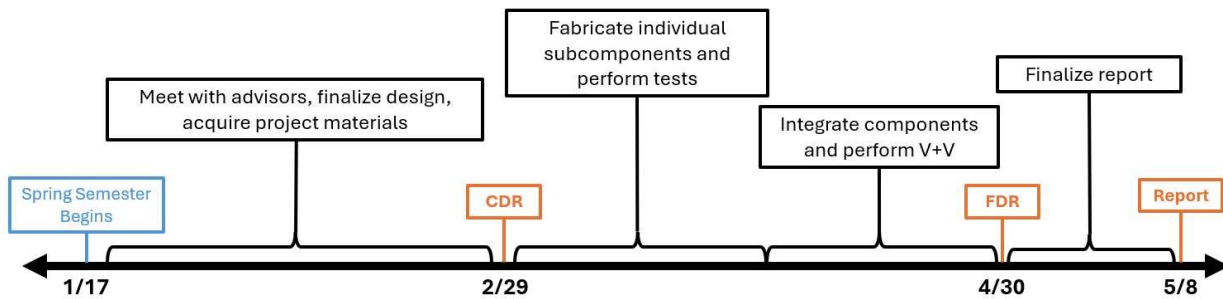 Fabricate individual
subcomponents and
perform tests
Finalize report
Meet with advisors, finalize design,
acquire project materials
Integrate components
and perform V+V
Spring Semester
Begins
CDR
FDR
Report
1/17
2/29
4/30
5/8